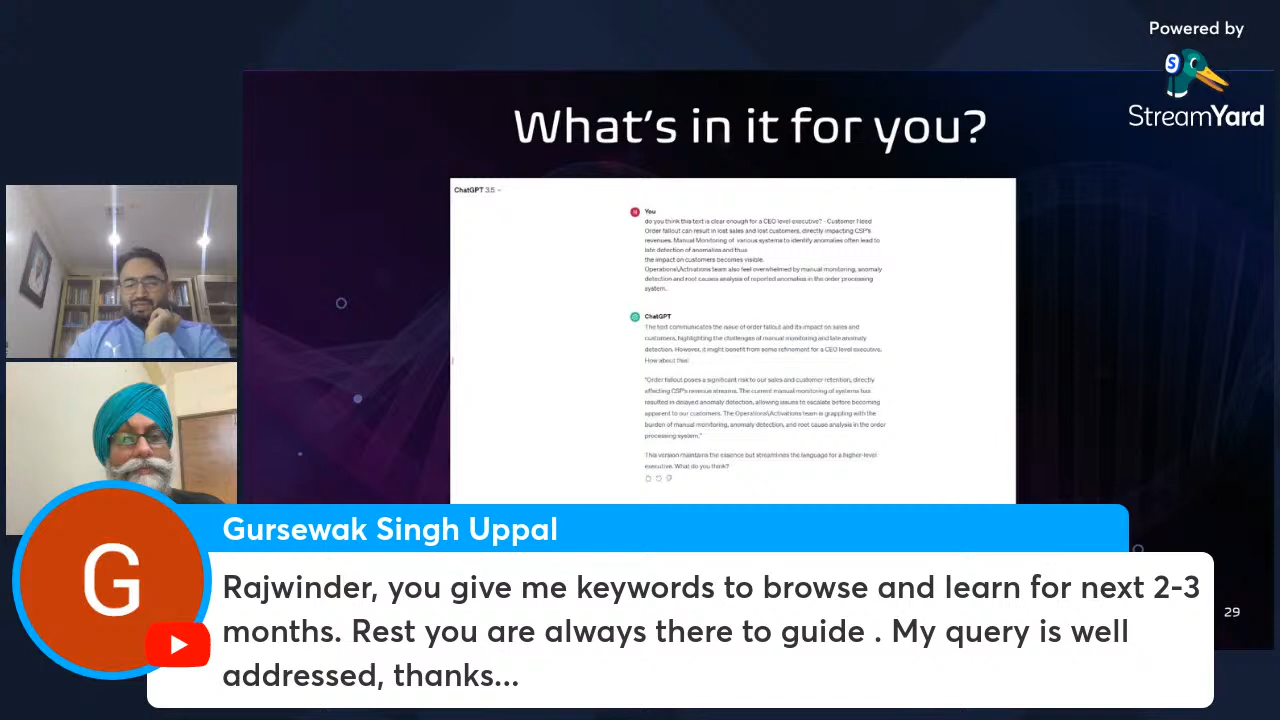 Powered by
StreamYard
What's in it for you?
ChatGPT 3.5
You
do you think this text is clear enough for a CEO level executive? - Customer Need
Order fallout can result in lost sales and lost customers, directly impacting CSP's
revenues. Manual Monitoring of various systems to identify anomalies often lead to
late detection of anomalies and thus
the impact on customers becomes visible.
Operations\Activations team also feel overwhelmed by manual monitoring, anomaly
detection and root causes analysis of reported anomalies in the order processing
system.
ChatGPT
The text communicates the issue of order fallout and its impact on sales and
customers, highlighting the challenges of manual monitoring and late anomaly
detection. However, it might benefit from some refinement for a CEO level executive.
How about this:
"Order fallout poses a significant risk to our sales and customer retention, directly
affecting CSP's revenue streams. The current manual monitoring of systems has
resulted in delayed anomaly detection, allowing issues to escalate before becoming
apparent to our customers. The Operations\Activations team is grappling with the
burden of manual monitoring, anomaly detection, and root cause analysis in the order
processing system."
This version maintains the essence but streamlines the language for a higher-level
executive. What do you think?
29
G
Gursewak Singh Uppal
Rajwinder, you give me keywords to browse and learn for next 2-3
months. Rest you are always there to guide . My query is well
addressed, thanks...